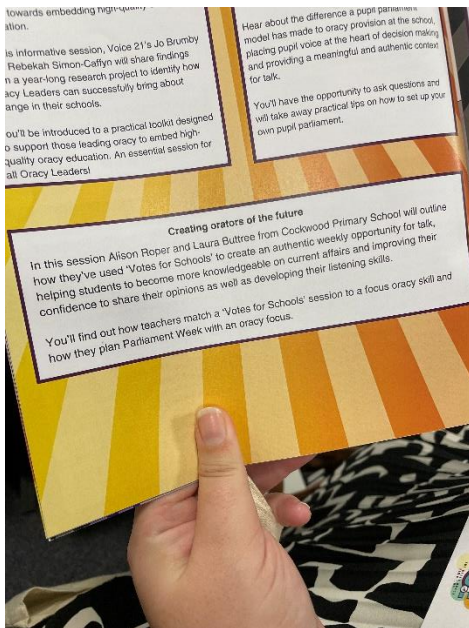 towards embedding high-quality
ation.
is informative session, Voice 21's Jo Brumby
Rebekah Simon-Caffyn will share findings
m a year-long research project to identify how
acy Leaders can successfully bring about
ange in their schools.
ou'll be introduced to a practical toolkit designed
o support those leading oracy to embed high-
quality oracy education. An essential session for
all Oracy Leaders!
Hear about the difference a pupil parliament
model has made to oracy provision at the school,
placing pupil voice at the heart of decision making
and providing a meaningful and authentic context
for talk.
You'll have the opportunity to ask questions and
will take away practical tips on how to set up your
own pupil parliament.
Creating orators of the future
In this session Alison Roper and Laura Buttree from Cockwood Primary School will outline
how they've used 'Votes for Schools' to create an authentic weekly opportunity for talk,
helping students to become more knowledgeable on current affairs and improving their
confidence to share their opinions as well as developing their listening skills.
You'll find out how teachers match a 'Votes for Schools' session to a focus oracy skill and
how they plan Parliament Week with an oracy focus.